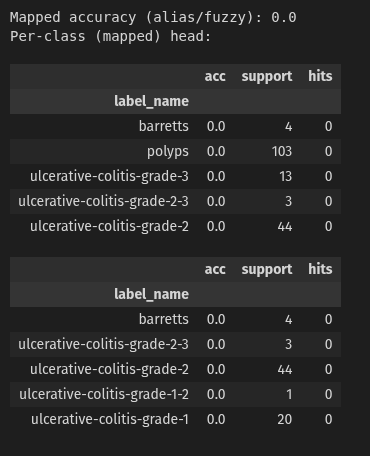 Mapped accuracy (alias/fuzzy): 0.0
Per-class (mapped) head:
acc support hits
label_name
barretts 0.0 4 0
polyps 0.0 103 0
ulcerative-colitis-grade-3 0.0 13 0
ulcerative-colitis-grade-2-3 0.0 3 0
ulcerative-colitis-grade-2 0.0 44 0
acc support hits
label_name
barretts 0.0 4 0
ulcerative-colitis-grade-2-3 0.0 3 0
ulcerative-colitis-grade-2 0.0 44 0
ulcerative-colitis-grade-1-2 0.0 1 0
ulcerative-colitis-grade-1 0.0 20 0